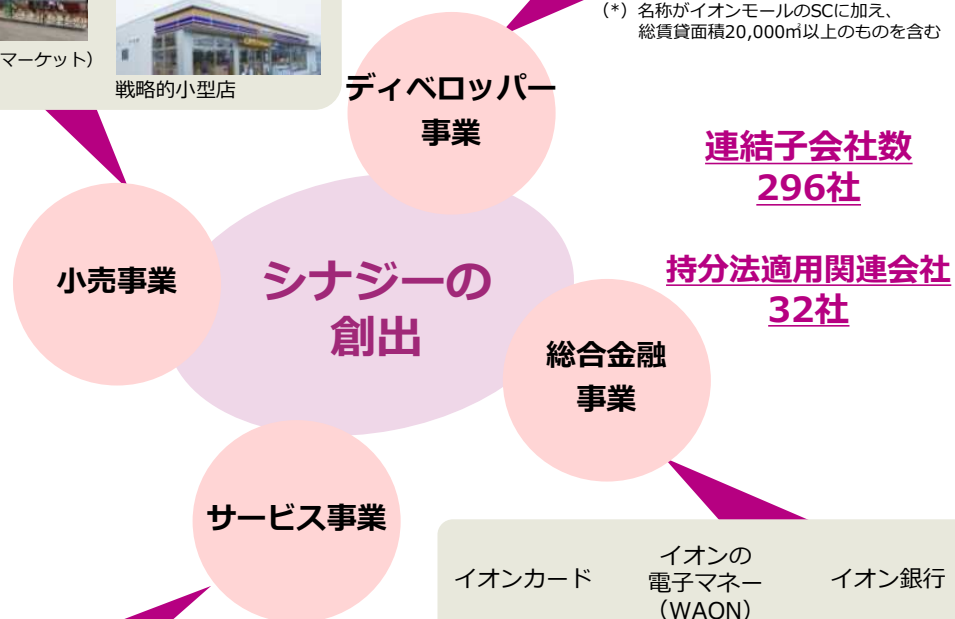 マーケット）
戦略的小型店
（*）名称がイオンモールのSCに加え、
総賃貸面積20,000㎡以上のものを含む
ディベロッパー
事業
連結子会社数
296社
小売事業
シナジーの
創出
持分法適用関連会社
32社
総合金融
事業
サービス事業
イオンカード
イオンの
電子マネー
（WAON）
イオン銀行